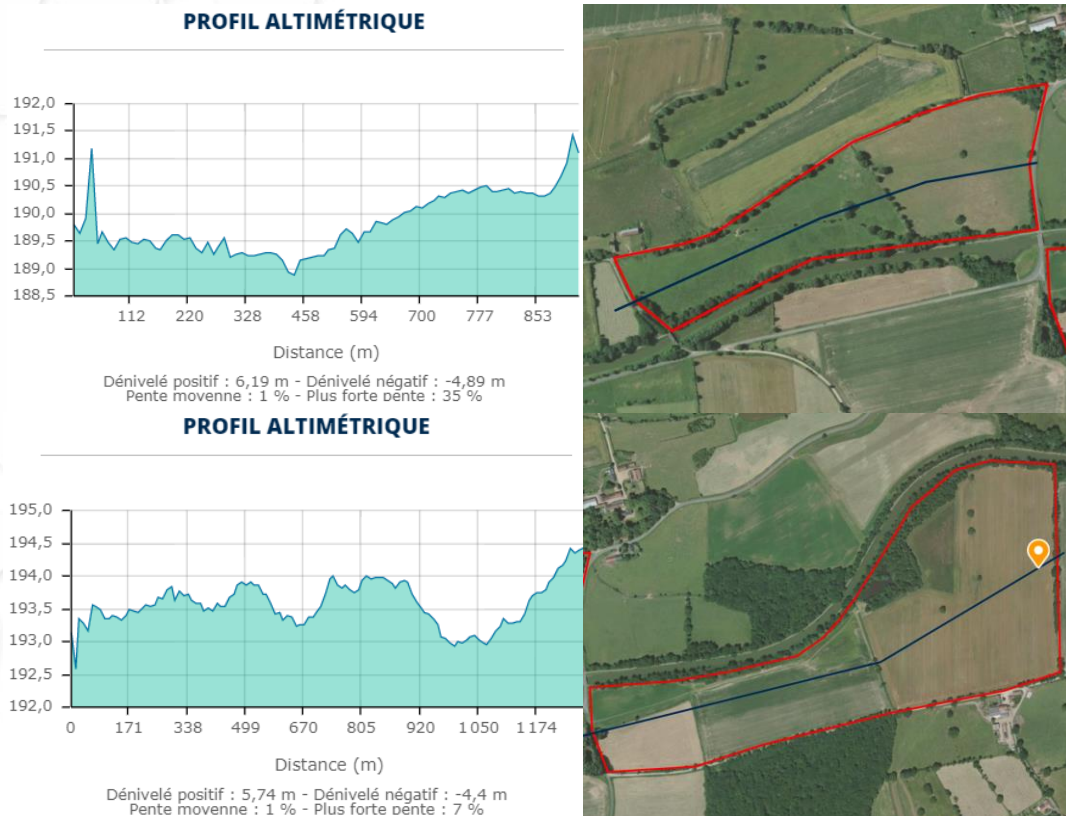 PROFIL ALTIMÉTRIQUE
192,0
191,5
191,0
190,5
190,0
189,5
189,0
188,5
112 220 328 458 594 700 777 853
Distance (m)
Dénivelé positif : 6,19 m - Dénivelé négatif : -4,89 m
Pente moyenne : 1 % - Plus forte pente : 35 %
PROFIL ALTIMÉTRIQUE
195,0
194,5
194,0
193,5
193,0
192,5
192,0
0 171 338 499 670 805 920 1050 1174
Distance (m)
Dénivelé positif : 5,74 m - Dénivelé négatif : -4,4 m
Pente moyenne : 1 % - Plus forte pente : 7 %